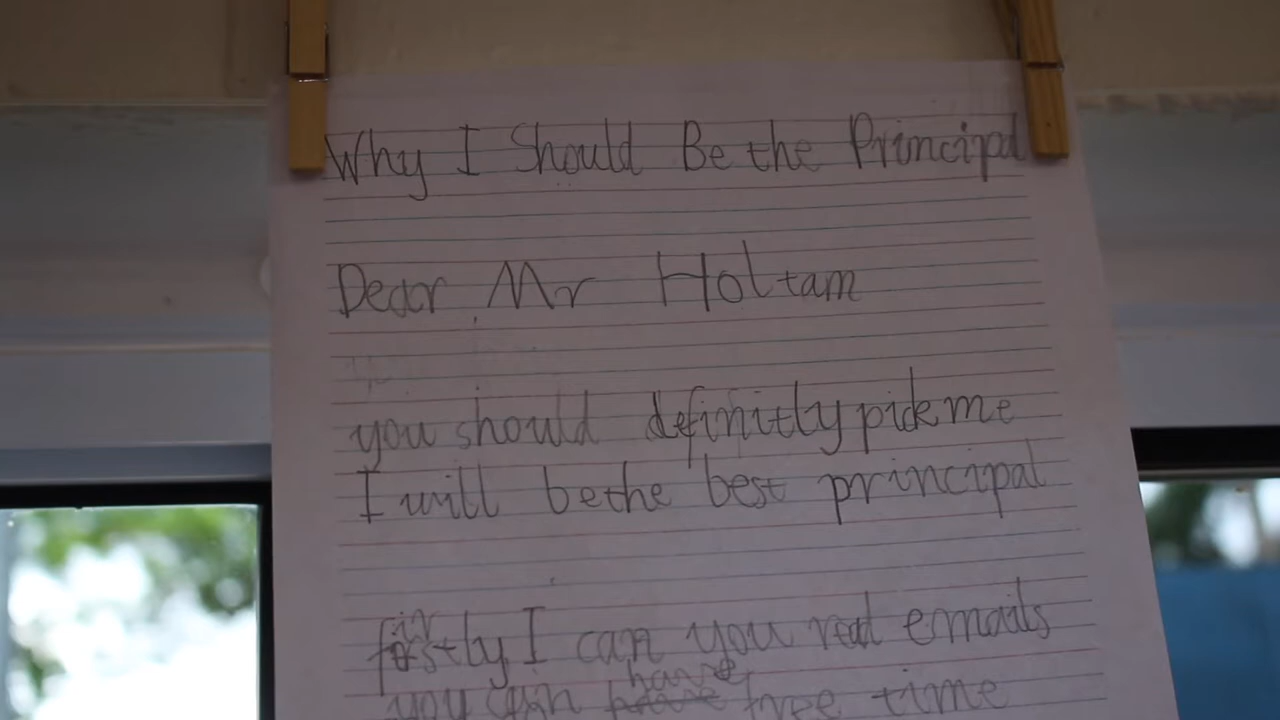 Why I Should Be the Principal
Dear Mr Holtam
you should definitly pick me
I will be the best principal
firstly I can you read emails
you can have free time